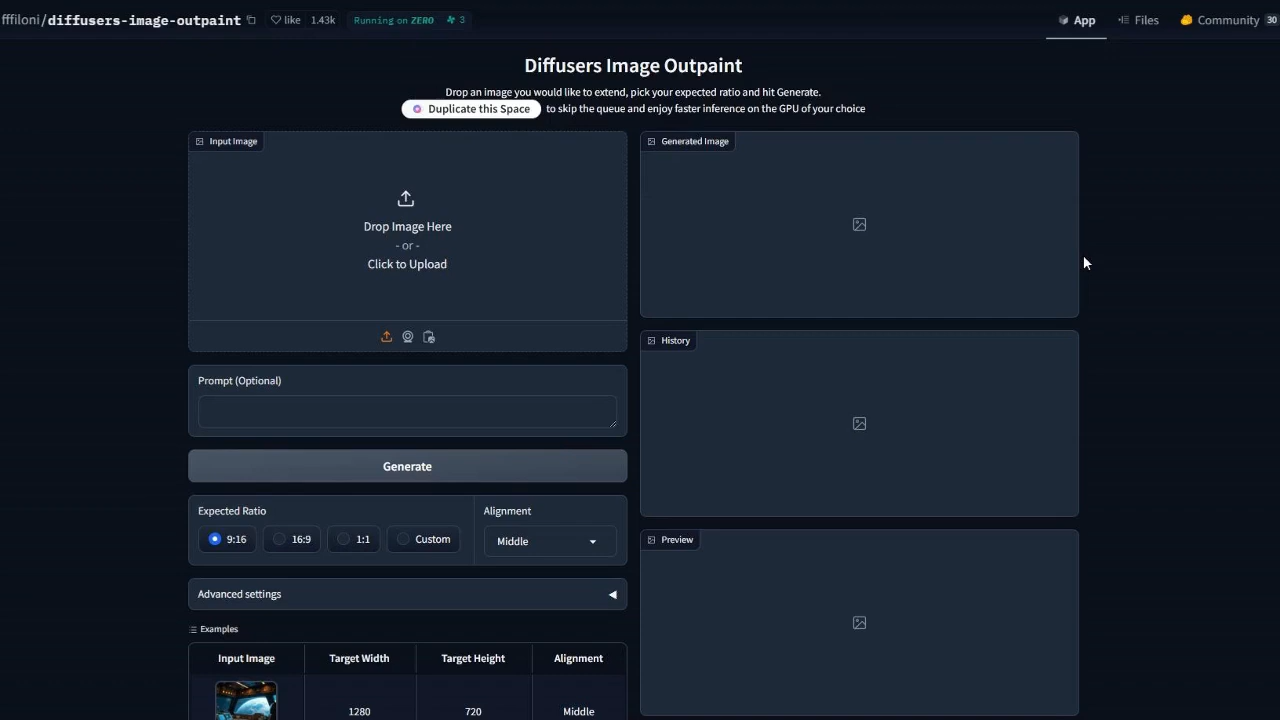 fffiloni/diffusers-image-outpaint like 1.43k Running on ZERO 3 App Files Community 30
Diffusers Image Outpaint
Drop an image you would like to extend, pick your expected ratio and hit Generate.
Duplicate this Space to skip the queue and enjoy faster inference on the GPU of your choice
Input Image
Drop Image Here
- or -
Click to Upload
Prompt (Optional)
Generate
Expected Ratio
9:16 16:9 1:1 Custom
Alignment
Middle
Advanced settings
Examples
Input Image Target Width Target Height Alignment
1280 720 Middle
Generated Image
History
Preview